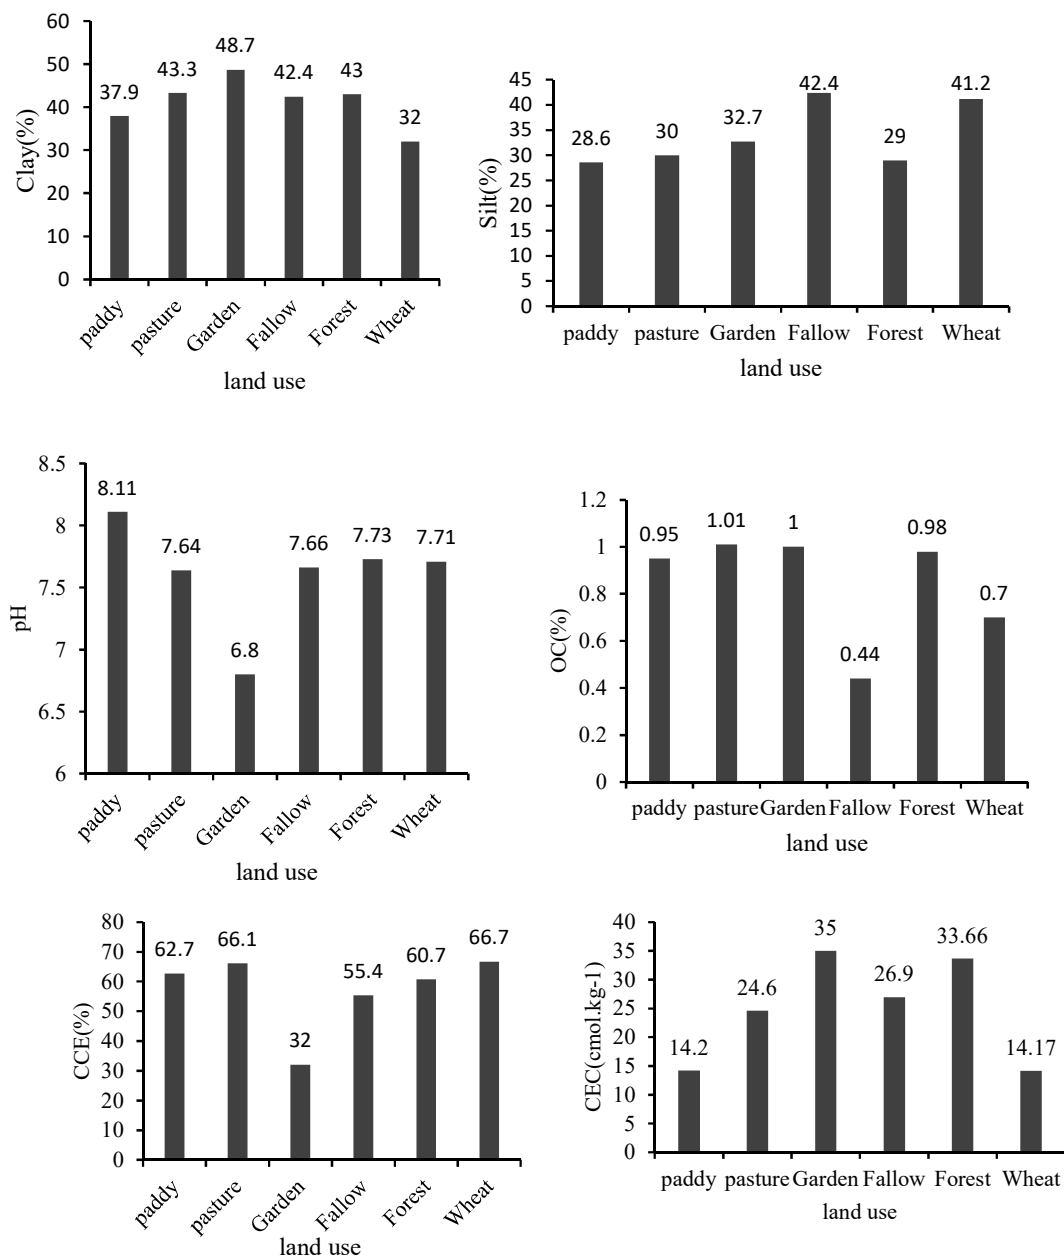 Clay(%)
60
50
40
30
20
10
0
37.9
43.3
48.7
42.4
43
32
paddy
pasture
Garden
Fallow
Forest
Wheat
land use
Silt(%)
45
40
35
30
25
20
15
10
5
0
28.6
30
32.7
42.4
29
41.2
paddy
pasture
Garden
Fallow
Forest
Wheat
land use
pH
8.5
8
7.5
7
6.5
6
8.11
7.64
6.8
7.66
7.73
7.71
paddy
pasture
Garden
Fallow
Forest
Wheat
land use
OC(%)
1.2
1
0.8
0.6
0.4
0.2
0
0.95
1.01
1
0.44
0.98
0.7
paddy
pasture
Garden
Fallow
Forest
Wheat
land use
CCE(%)
80
70
60
50
40
30
20
10
0
62.7
66.1
32
55.4
60.7
66.7
paddy
pasture
Garden
Fallow
Forest
Wheat
land use
CEC(cmol.kg-1)
40
35
30
25
20
15
10
5
0
14.2
24.6
35
26.9
33.66
14.17
paddy
pasture
Garden
Fallow
Forest
Wheat
land use